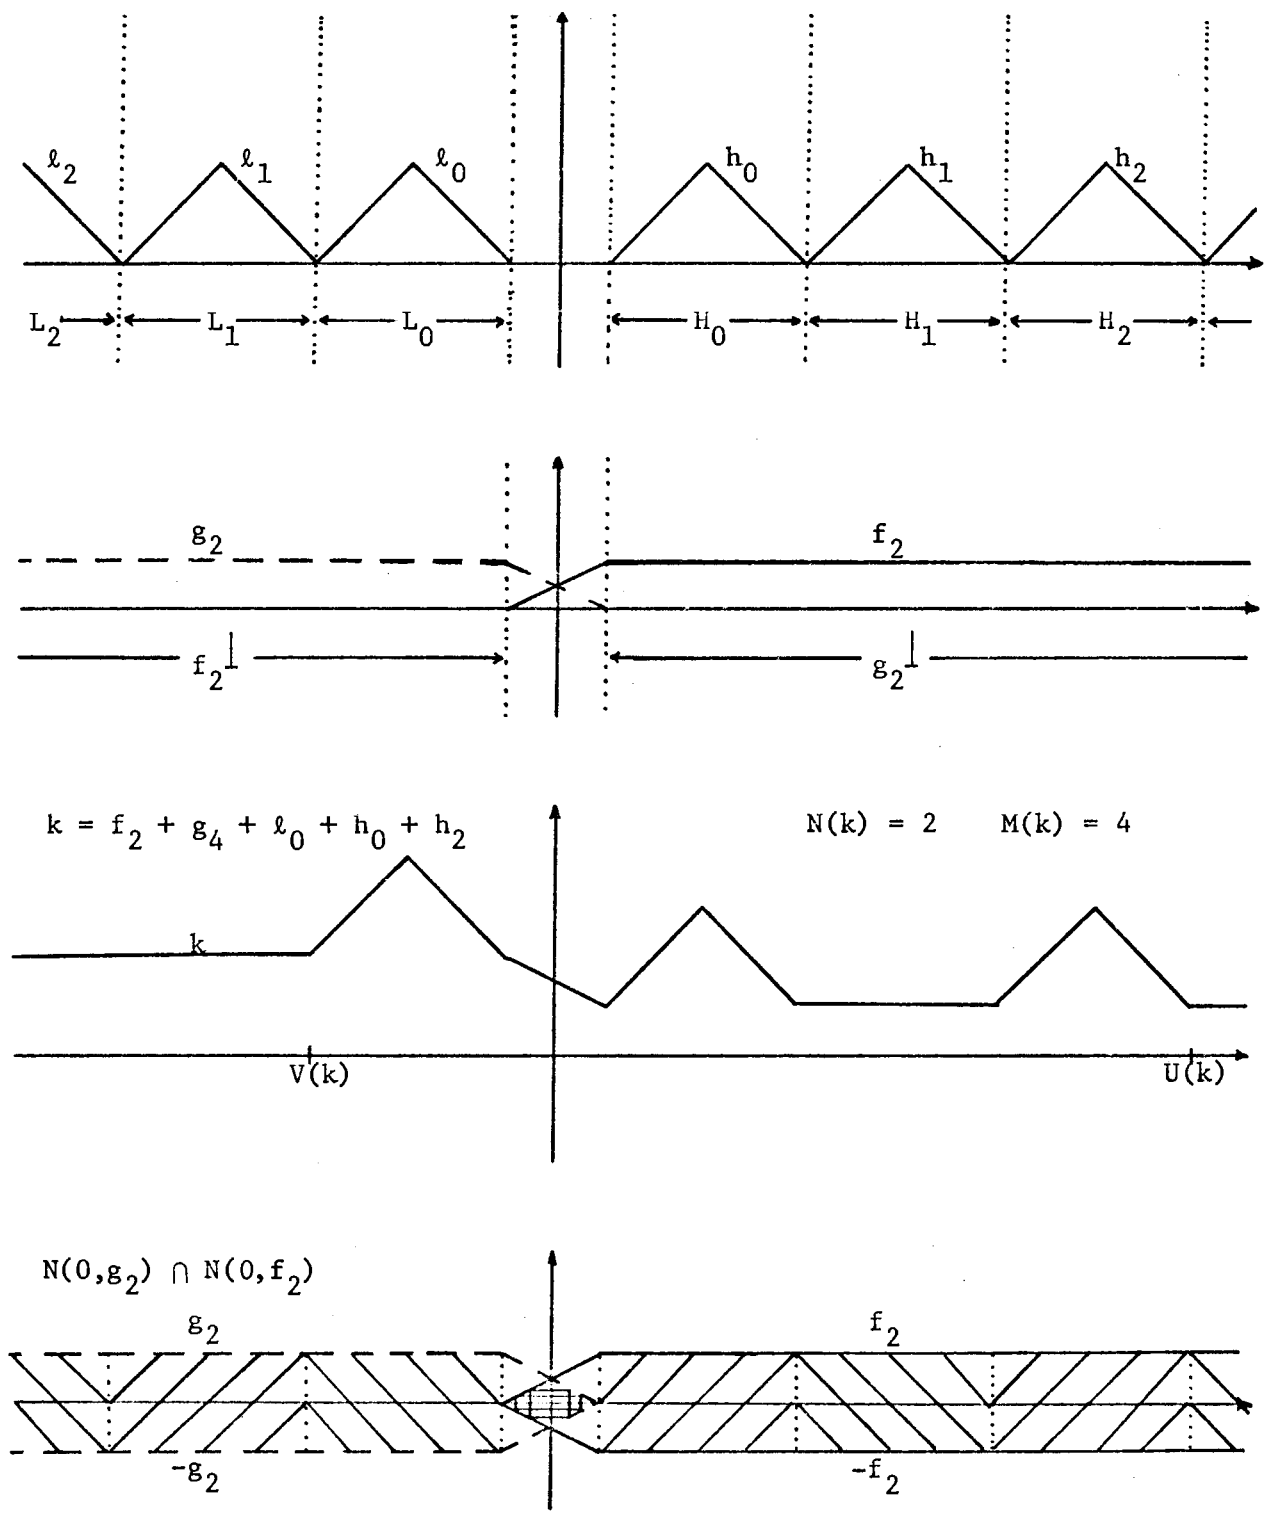 ℓ₂ ℓ₁ ℓ₀ h₀ h₁ h₂
L₂ L₁ L₀ H₀ H₁ H₂
g₂ f₂
f₂⊥ g₂⊥
k = f₂ + g₄ + ℓ₀ + h₀ + h₂ N(k) = 2 M(k) = 4
k
V(k) U(k)
N(0,g₂) ∩ N(0,f₂)
g₂ f₂
-g₂ -f₂